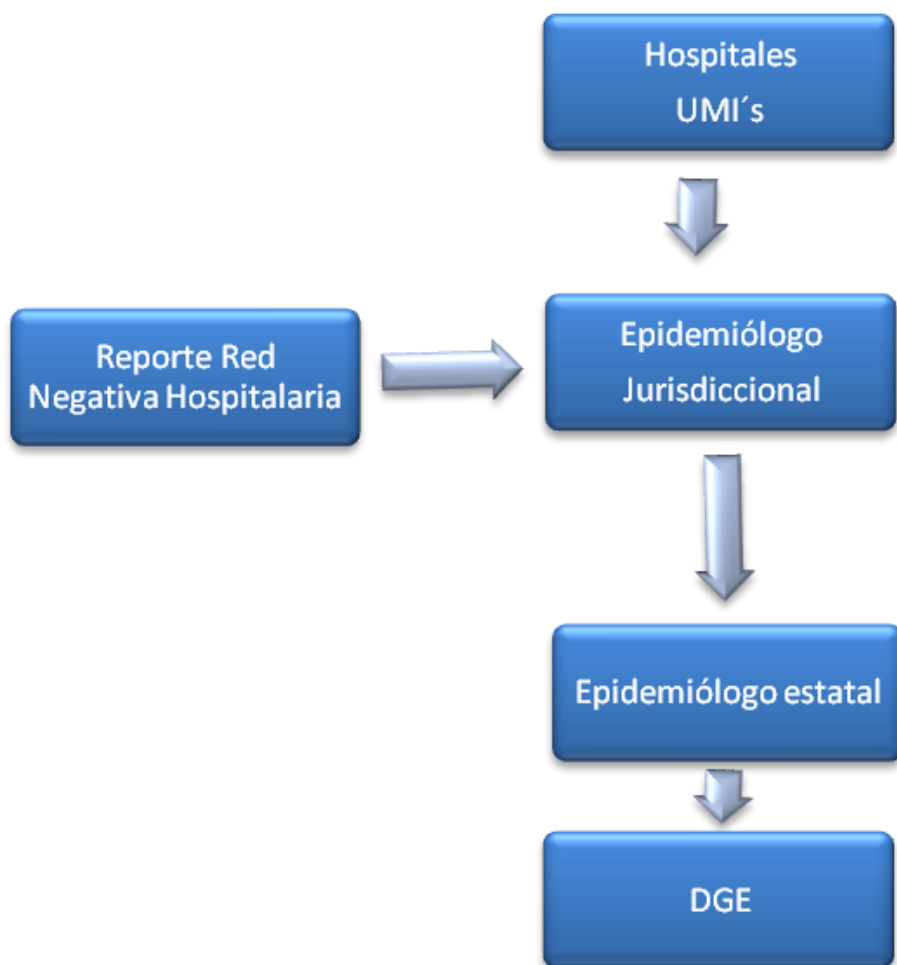 Hospitales
UMI´s
Reporte Red
Negativa Hospitalaria
Epidemiólogo
Jurisdiccional
Epidemiólogo estatal
DGE